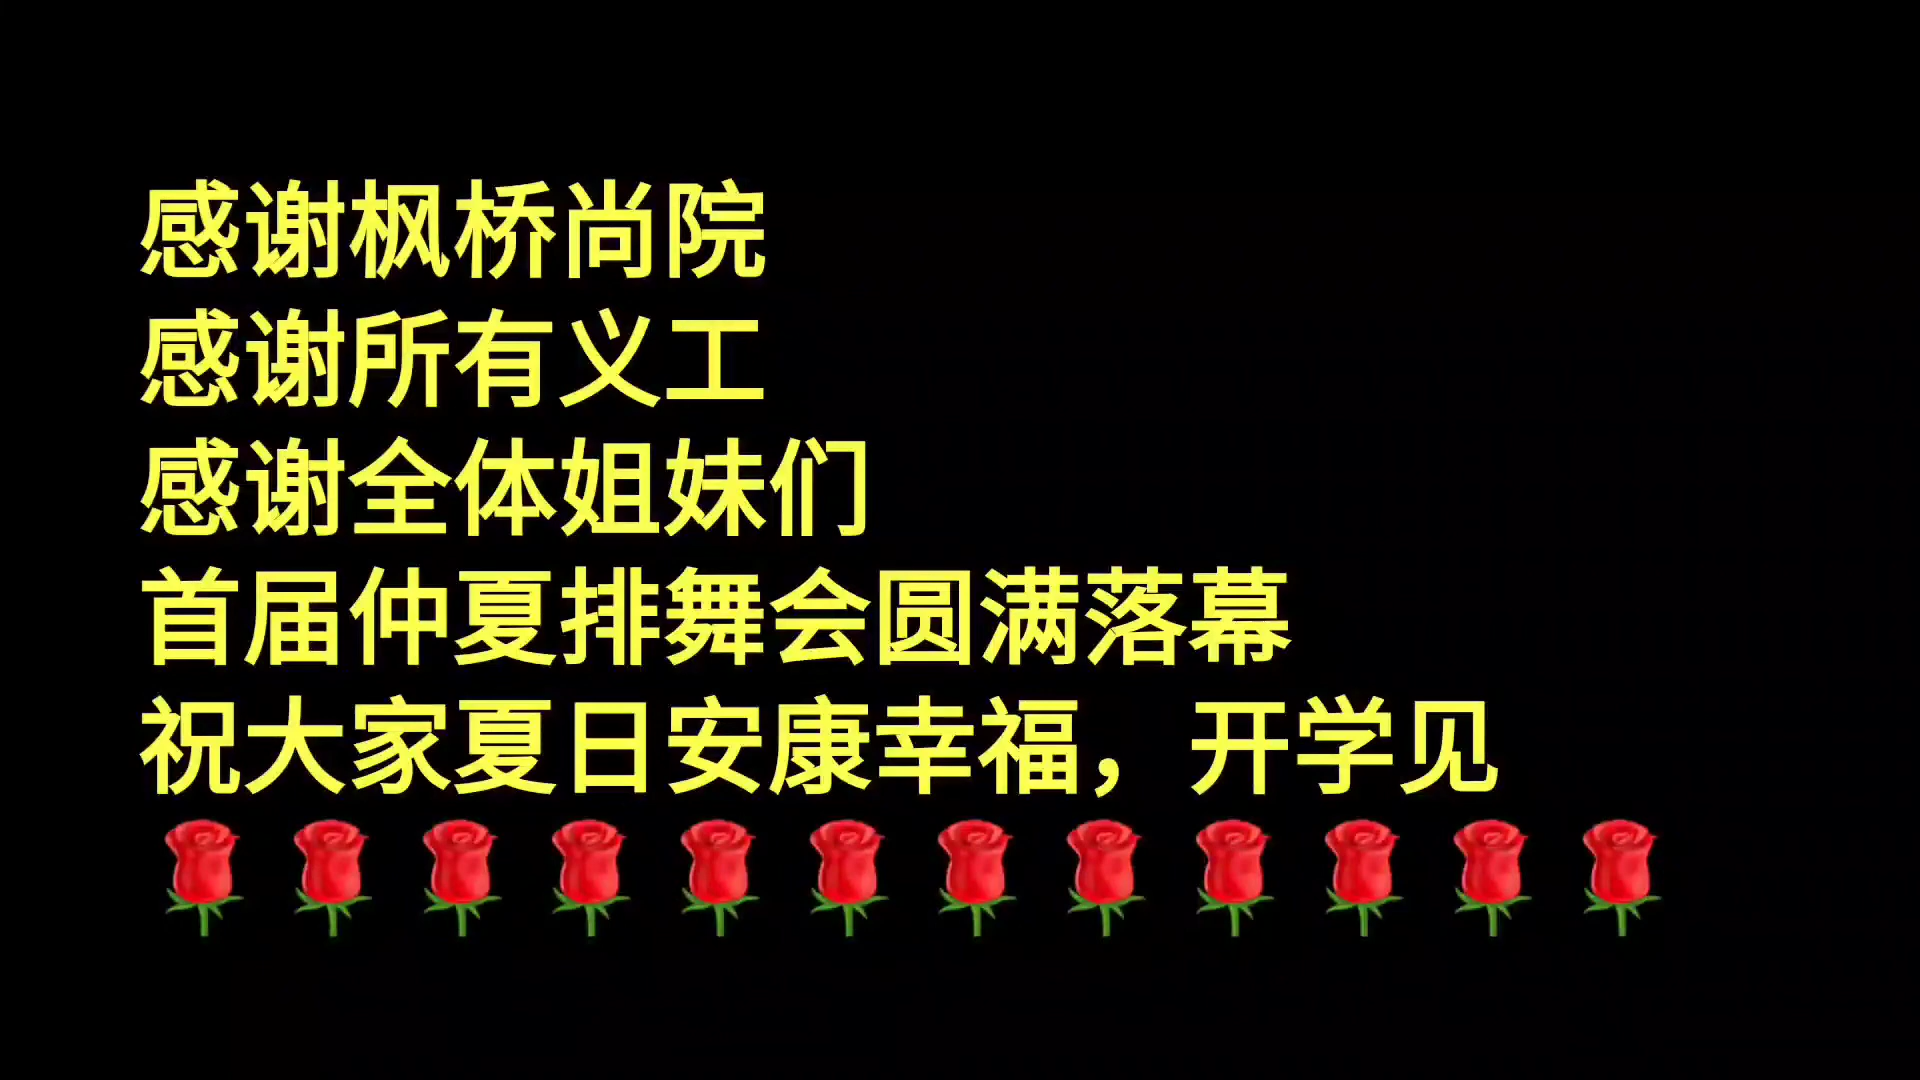 感谢枫桥尚院
感谢所有义工
感谢全体姐妹们
首届仲夏排舞会圆满落幕
祝大家夏日安康幸福，开学见
🌹🌹🌹🌹🌹🌹🌹🌹🌹🌹🌹🌹